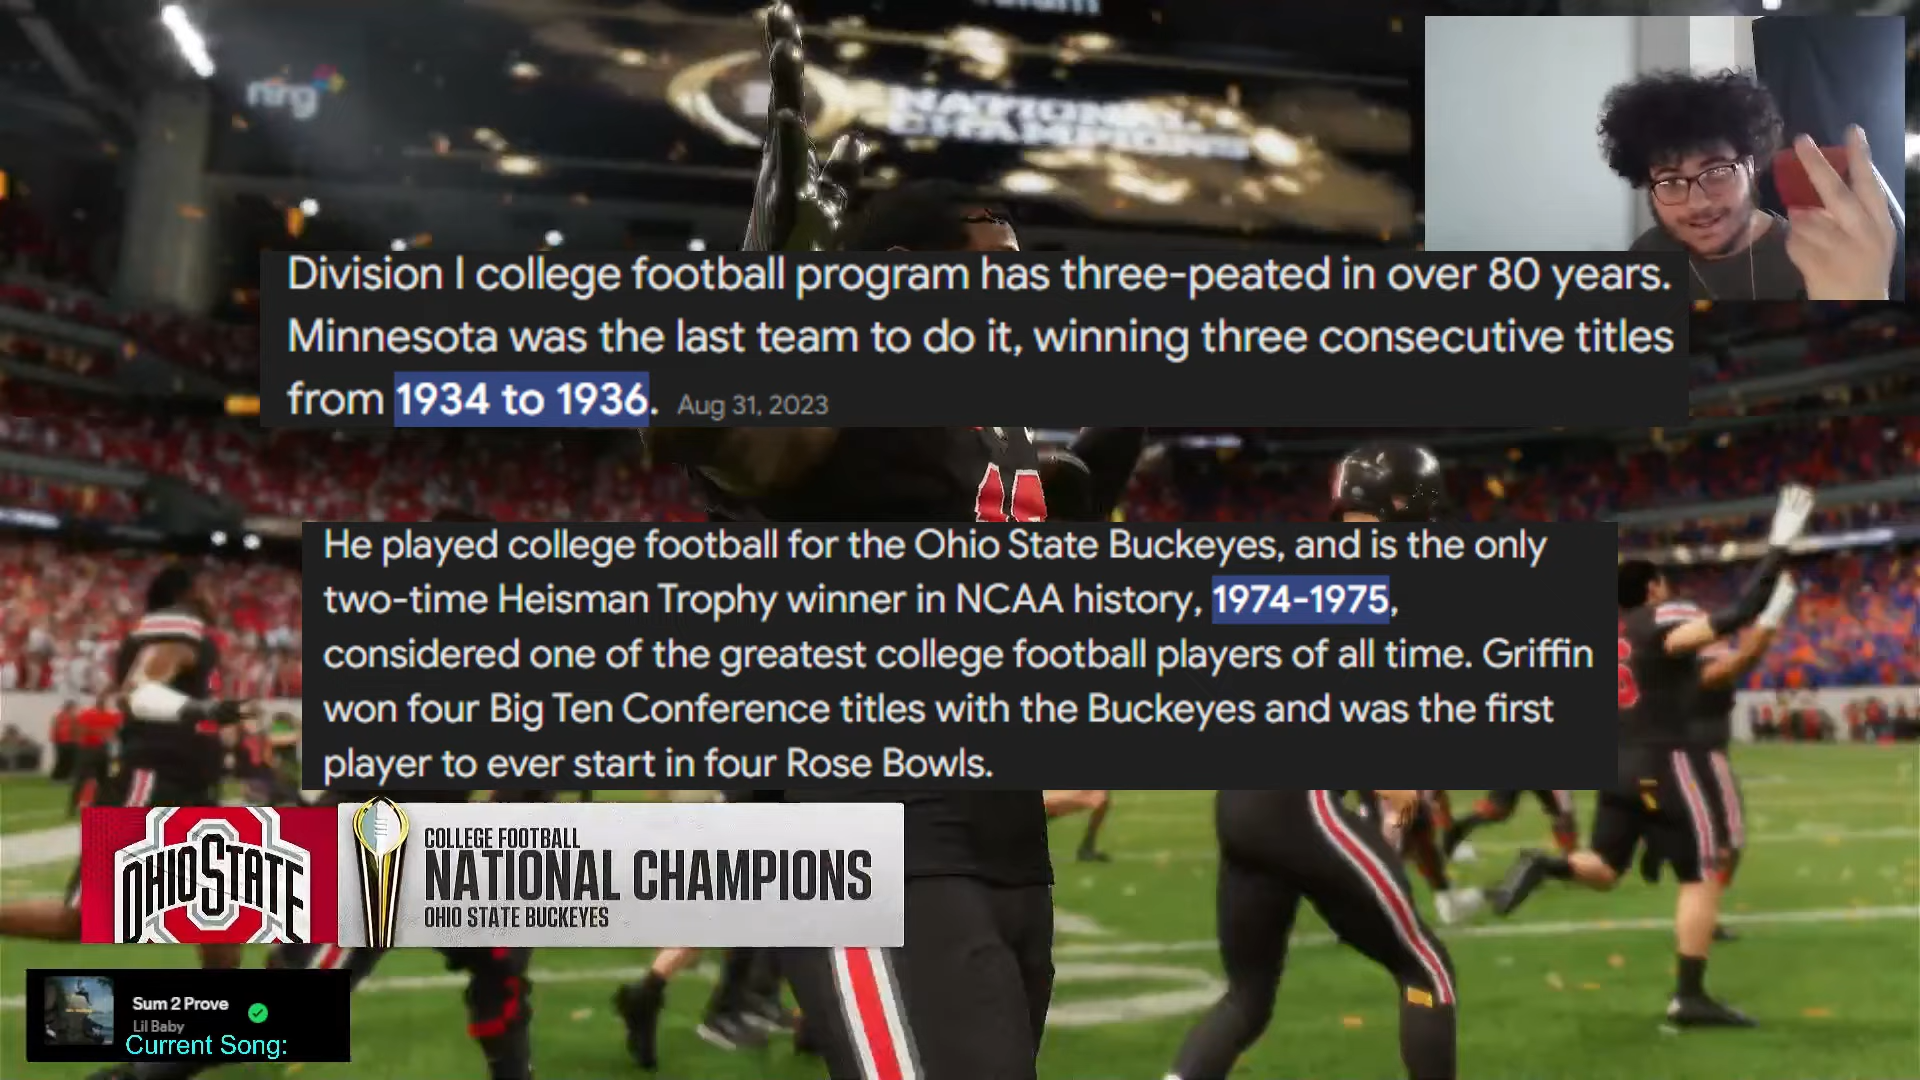 ring
NATIONAL
CHAMPIONS
Division I college football program has three-peated in over 80 years.
Minnesota was the last team to do it, winning three consecutive titles
from 1934 to 1936. Aug 31, 2023
He played college football for the Ohio State Buckeyes, and is the only
two-time Heisman Trophy winner in NCAA history, 1974-1975,
considered one of the greatest college football players of all time. Griffin
won four Big Ten Conference titles with the Buckeyes and was the first
player to ever start in four Rose Bowls.
OHIO STATE
COLLEGE FOOTBALL
NATIONAL CHAMPIONS
OHIO STATE BUCKEYES
Sum 2 Prove
Lil Baby
Current Song: